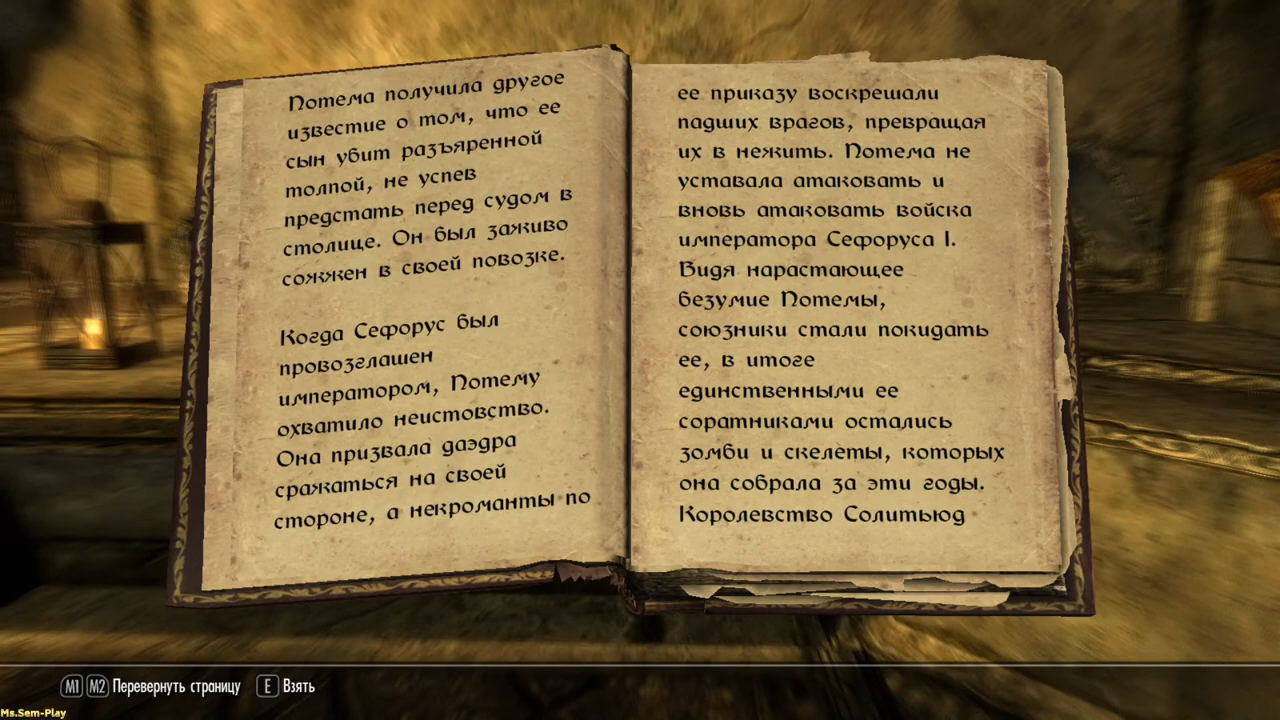 Потема получила другое
известие о том, что ее
сын убит разъяренной
толпой, не успев
предстать перед судом в
столице. Он был заживо
сожжен в своей повозке.
Когда Сефорус был
провозглашен
императором, Потему
охватило неистовство.
Она призвала даэдра
сражаться на своей
стороне, а некроманты по
ее приказу воскрешали
падших врагов, превращая
их в нежить. Потема не
уставала атаковать и
вновь атаковать войска
императора Сефоруса I.
Видя нарастающее
безумие Потемы,
союзники стали покидать
ее, в итоге
единственными ее
соратниками остались
зомби и скелеты, которых
она собрала за эти годы.
Королевство Солитьюд
M1 M2 Перевернуть страницу E Взять
Ms.Sem-Play